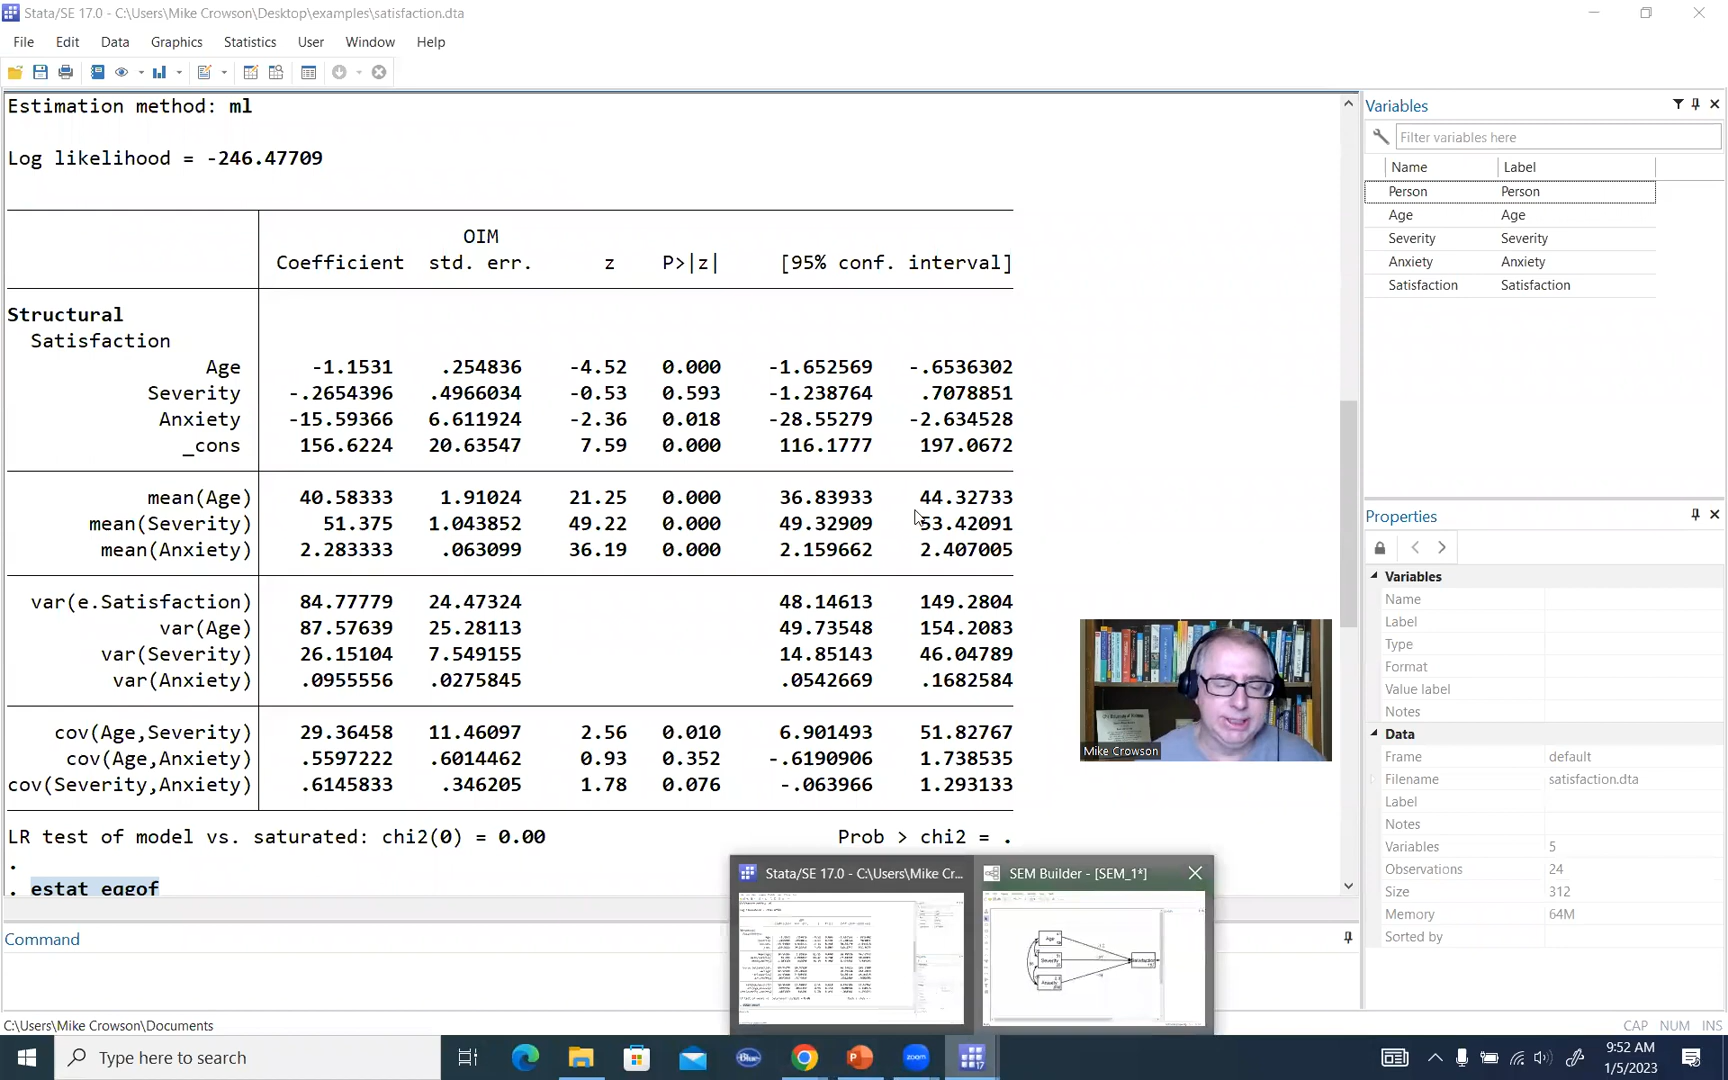 Stata/SE 17.0 - C:\Users\Mike Crowson\Desktop\examples\satisfaction.dta
File Edit Data Graphics Statistics User Window Help
Estimation method: ml
Log likelihood = -246.47709
OIM
Coefficient std. err. z P>|z| [95% conf. interval]
Structural
Satisfaction
Age -1.1531 .254836 -4.52 0.000 -1.652569 -.6536302
Severity -.2654396 .4966034 -0.53 0.593 -1.238764 .7078851
Anxiety -15.59366 6.611924 -2.36 0.018 -28.55279 -2.634528
_cons 156.6224 20.63547 7.59 0.000 116.1777 197.0672
mean(Age) 40.58333 1.91024 21.25 0.000 36.83933 44.32733
mean(Severity) 51.375 1.043852 49.22 0.000 49.32909 53.42091
mean(Anxiety) 2.283333 .063099 36.19 0.000 2.159662 2.407005
var(e.Satisfaction) 84.77779 24.47324 48.14613 149.2804
var(Age) 87.57639 25.28113 49.73548 154.2083
var(Severity) 26.15104 7.549155 14.85143 46.04789
var(Anxiety) .0955556 .0275845 .0542669 .1682584
cov(Age,Severity) 29.36458 11.46097 2.56 0.010 6.901493 51.82767
cov(Age,Anxiety) .5597222 .6014462 0.93 0.352 -.6190906 1.738535
cov(Severity,Anxiety) .6145833 .346205 1.78 0.076 -.063966 1.293133
LR test of model vs. saturated: chi2(0) = 0.00 Prob > chi2 = .
.
. estat eqgof
Command
C:\Users\Mike Crowson\Documents
Variables
Filter variables here
Name Label
Person Person
Age Age
Severity Severity
Anxiety Anxiety
Satisfaction Satisfaction
Properties
Variables
Name
Label
Type
Format
Value label
Notes
Data
Frame default
Filename satisfaction.dta
Label
Notes
Variables 5
Observations 24
Size 312
Memory 64M
Sorted by
Mike Crowson
Stata/SE 17.0 - C:\Users\Mike Cr...
SEM Builder - [SEM_1*]
Age
Severity
Anxiety
Satisfaction
CAP NUM INS
Type here to search
Blue
zoom
17
9:52 AM
1/5/2023